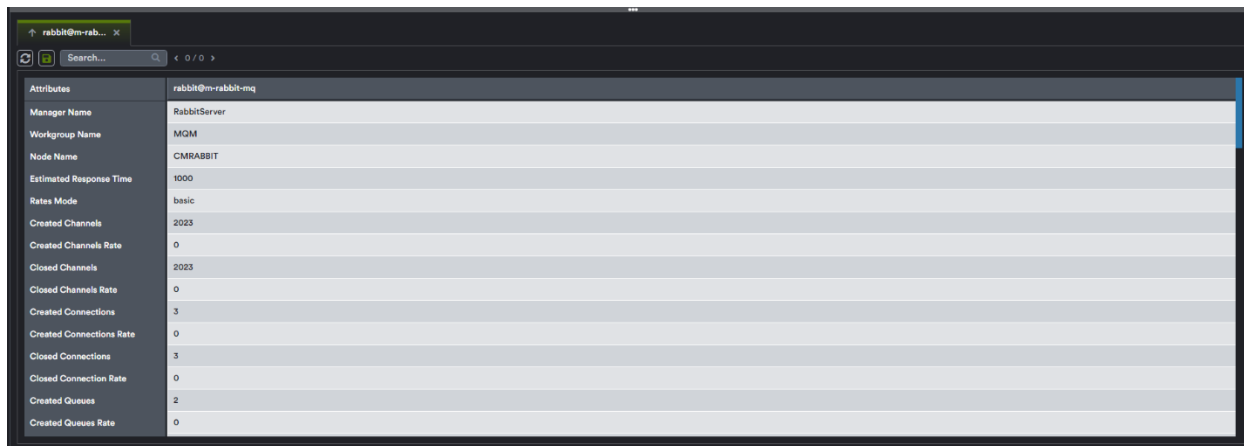 rabbit@m-rab... X
Search... < 0 / 0 >
Attributes rabbit@m-rabbit-mq
Manager Name RabbitServer
Workgroup Name MQM
Node Name CMRABBIT
Estimated Response Time 1000
Rates Mode basic
Created Channels 2023
Created Channels Rate 0
Closed Channels 2023
Closed Channels Rate 0
Created Connections 3
Created Connections Rate 0
Closed Connections 3
Closed Connection Rate 0
Created Queues 2
Created Queues Rate 0